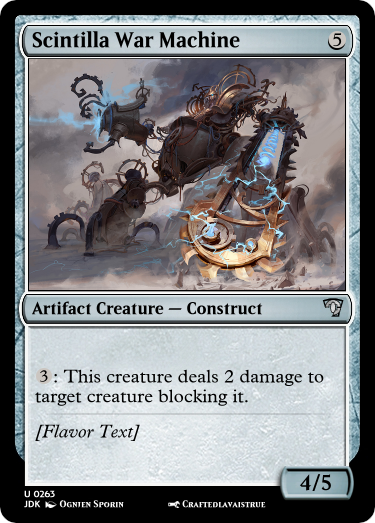 Scintilla War Machine 5
Artifact Creature — Construct
3: This creature deals 2 damage to
target creature blocking it.
[Flavor Text]
4/5
U 0263
JDK Ognien Sporin Craftedlavaistrue